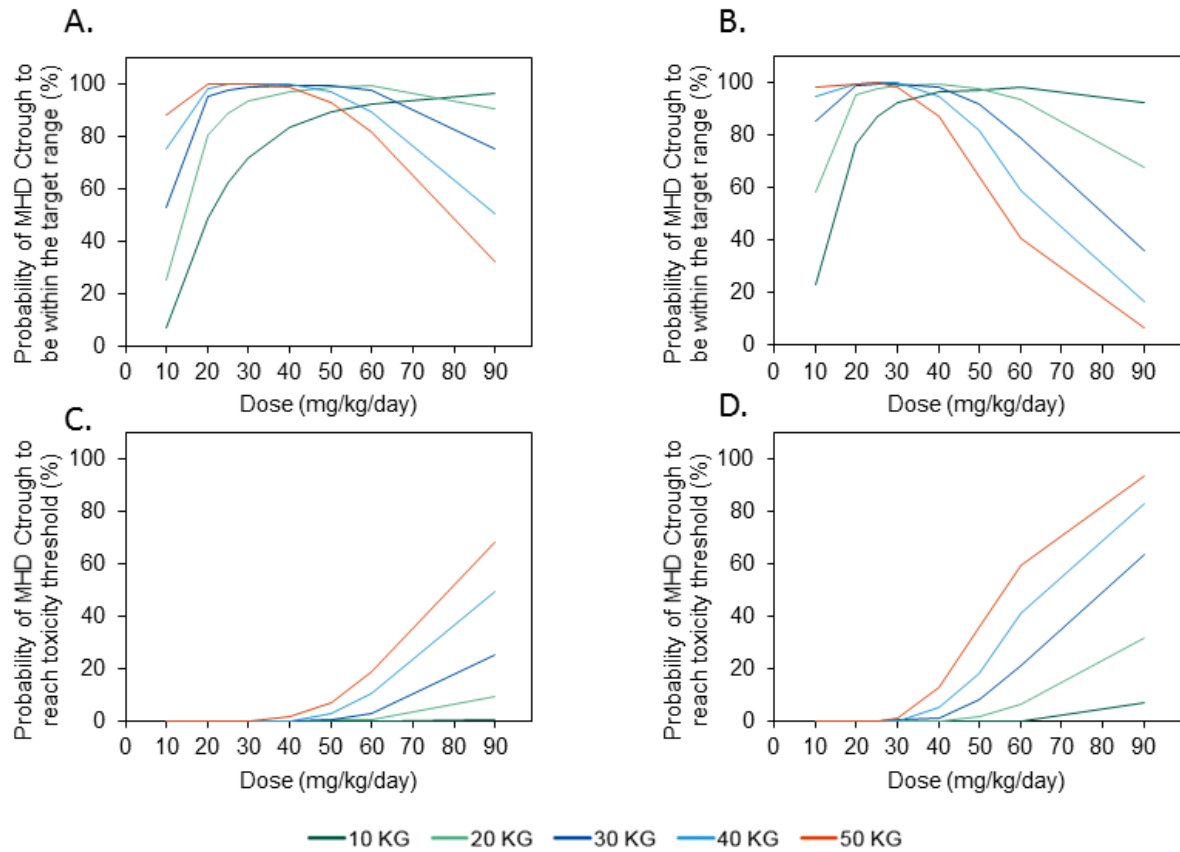 A.
Probability of MHD Ctrough to
be within the target range (%)
100
80
60
40
20
0
0 10 20 30 40 50 60 70 80 90
Dose (mg/kg/day)
B.
Probability of MHD Ctrough to
be within the target range (%)
100
80
60
40
20
0
0 10 20 30 40 50 60 70 80 90
Dose (mg/kg/day)
C.
Probability of MHD Ctrough to
reach toxicity threshold (%)
100
80
60
40
20
0
0 10 20 30 40 50 60 70 80 90
Dose (mg/kg/day)
D.
Probability of MHD Ctrough to
reach toxicity threshold (%)
100
80
60
40
20
0
0 10 20 30 40 50 60 70 80 90
Dose (mg/kg/day)
10 KG 20 KG 30 KG 40 KG 50 KG